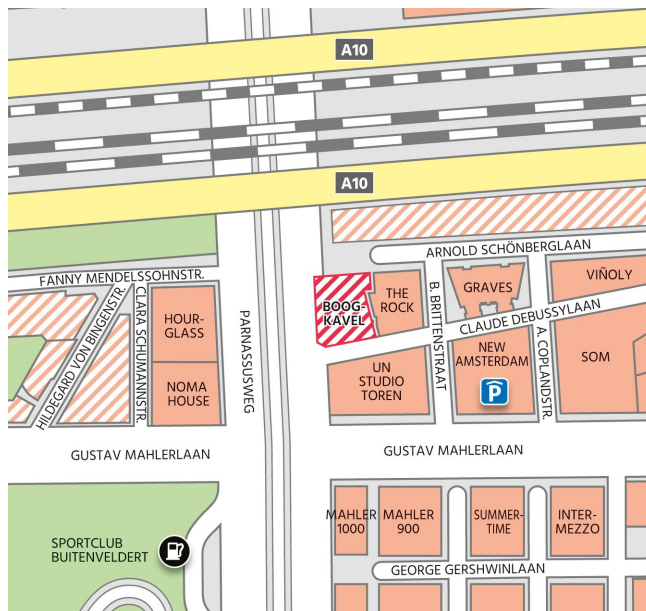 A10
A10
ARNOLD SCHÖNBERGLAAN
FANNY MENDELSSOHNSTR.
HILDEGARD VON BINGENSTR.
CLARA SCHUMANNSTR.
HOUR-
GLASS
NOMA
HOUSE
PARNASSUSWEG
BOOG-
KAVEL
THE
ROCK
B. BRITTENSTRAAT
GRAVES
VIÑOLY
CLAUDE DEBUSSYLAAN
UN
STUDIO
TOREN
NEW
AMSTERDAM
P
A. COPLANDSTR.
SOM
GUSTAV MAHLERLAAN
GUSTAV MAHLERLAAN
MAHLER
1000
MAHLER
900
SUMMER-
TIME
INTER-
MEZZO
SPORTCLUB
BUITENVELDERT
GEORGE GERSHWINLAAN